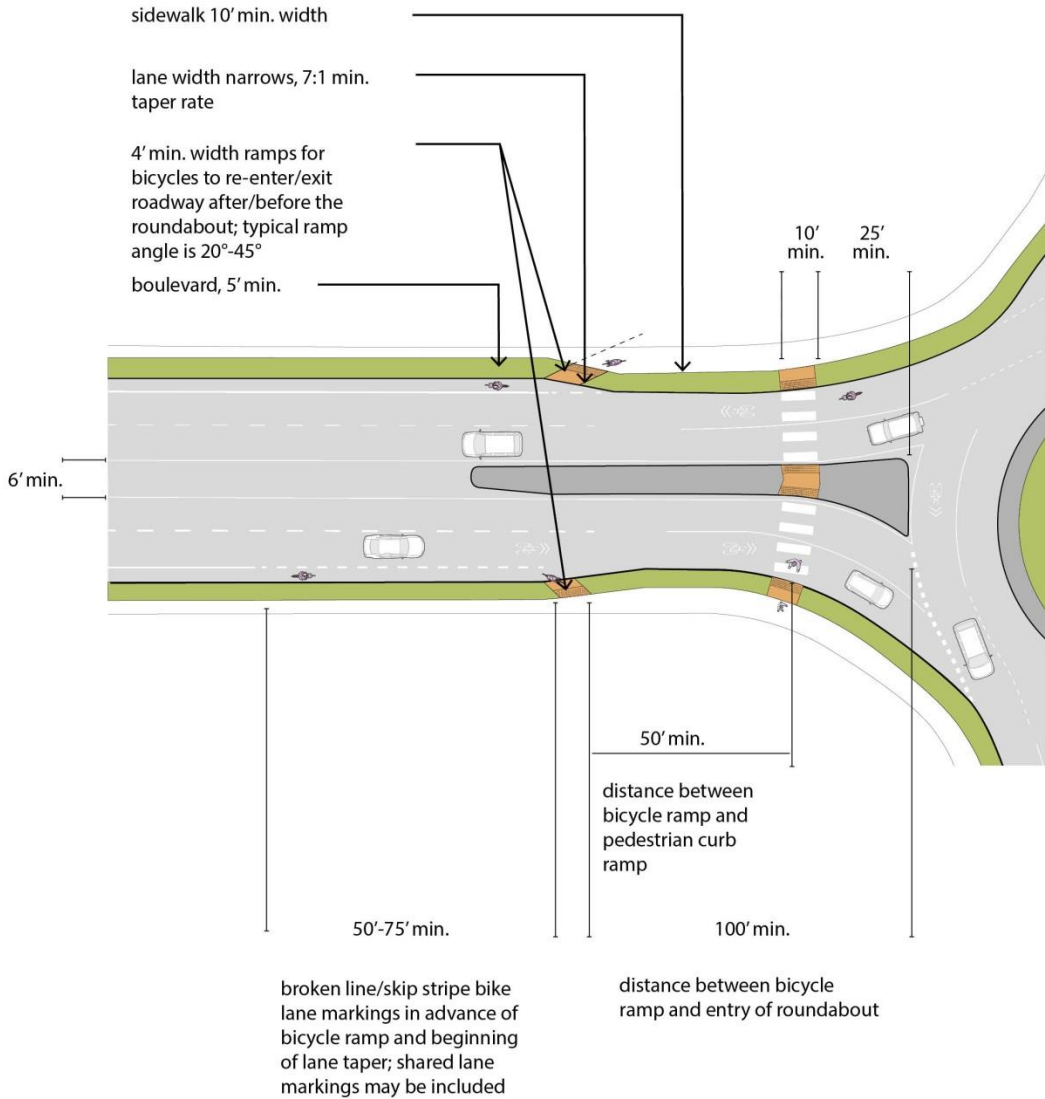 sidewalk 10’ min. width
lane width narrows, 7:1 min.
taper rate
4’ min. width ramps for
bicycles to re-enter/exit
roadway after/before the
roundabout; typical ramp
angle is 20°-45°
boulevard, 5’ min.
10’
min.
25’
min.
6’ min.
50’ min.
distance between
bicycle ramp and
pedestrian curb
ramp
50’-75’ min.
100’ min.
broken line/skip stripe bike
lane markings in advance of
bicycle ramp and beginning
of lane taper; shared lane
markings may be included
distance between bicycle
ramp and entry of roundabout